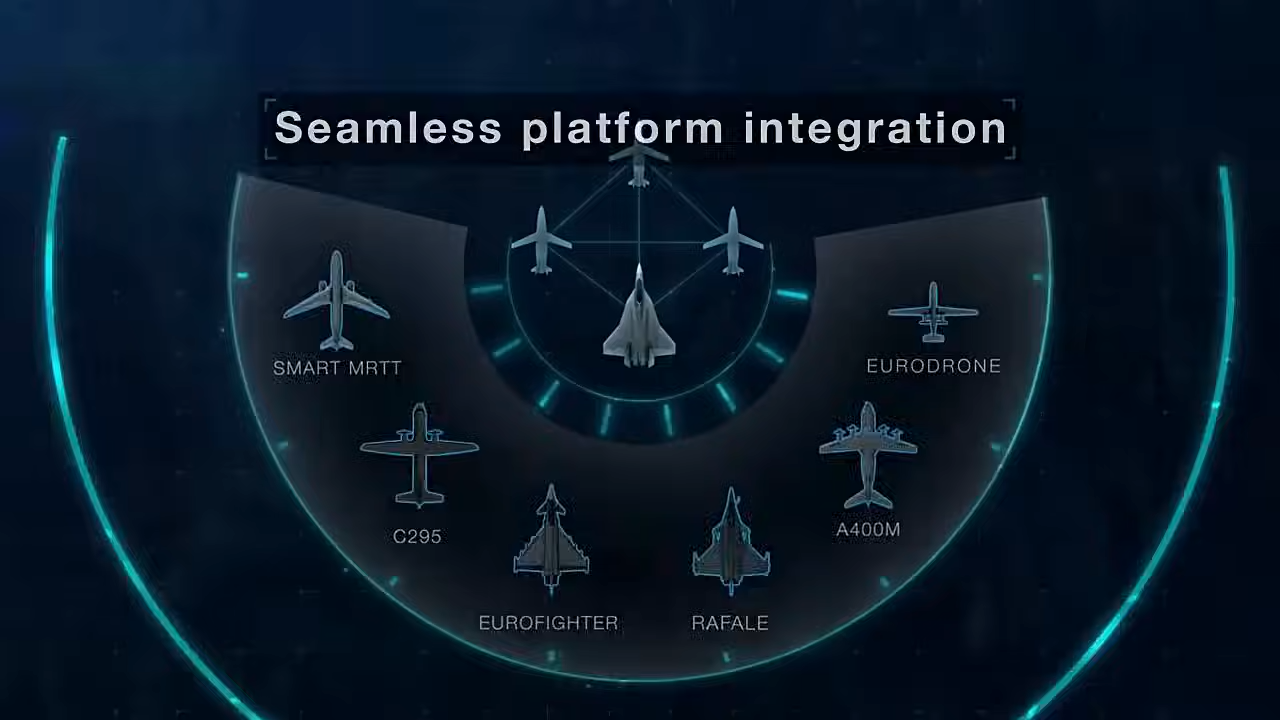 Seamless platform integration
SMART MRTT
EURODRONE
C295
A400M
EUROFIGHTER
RAFALE